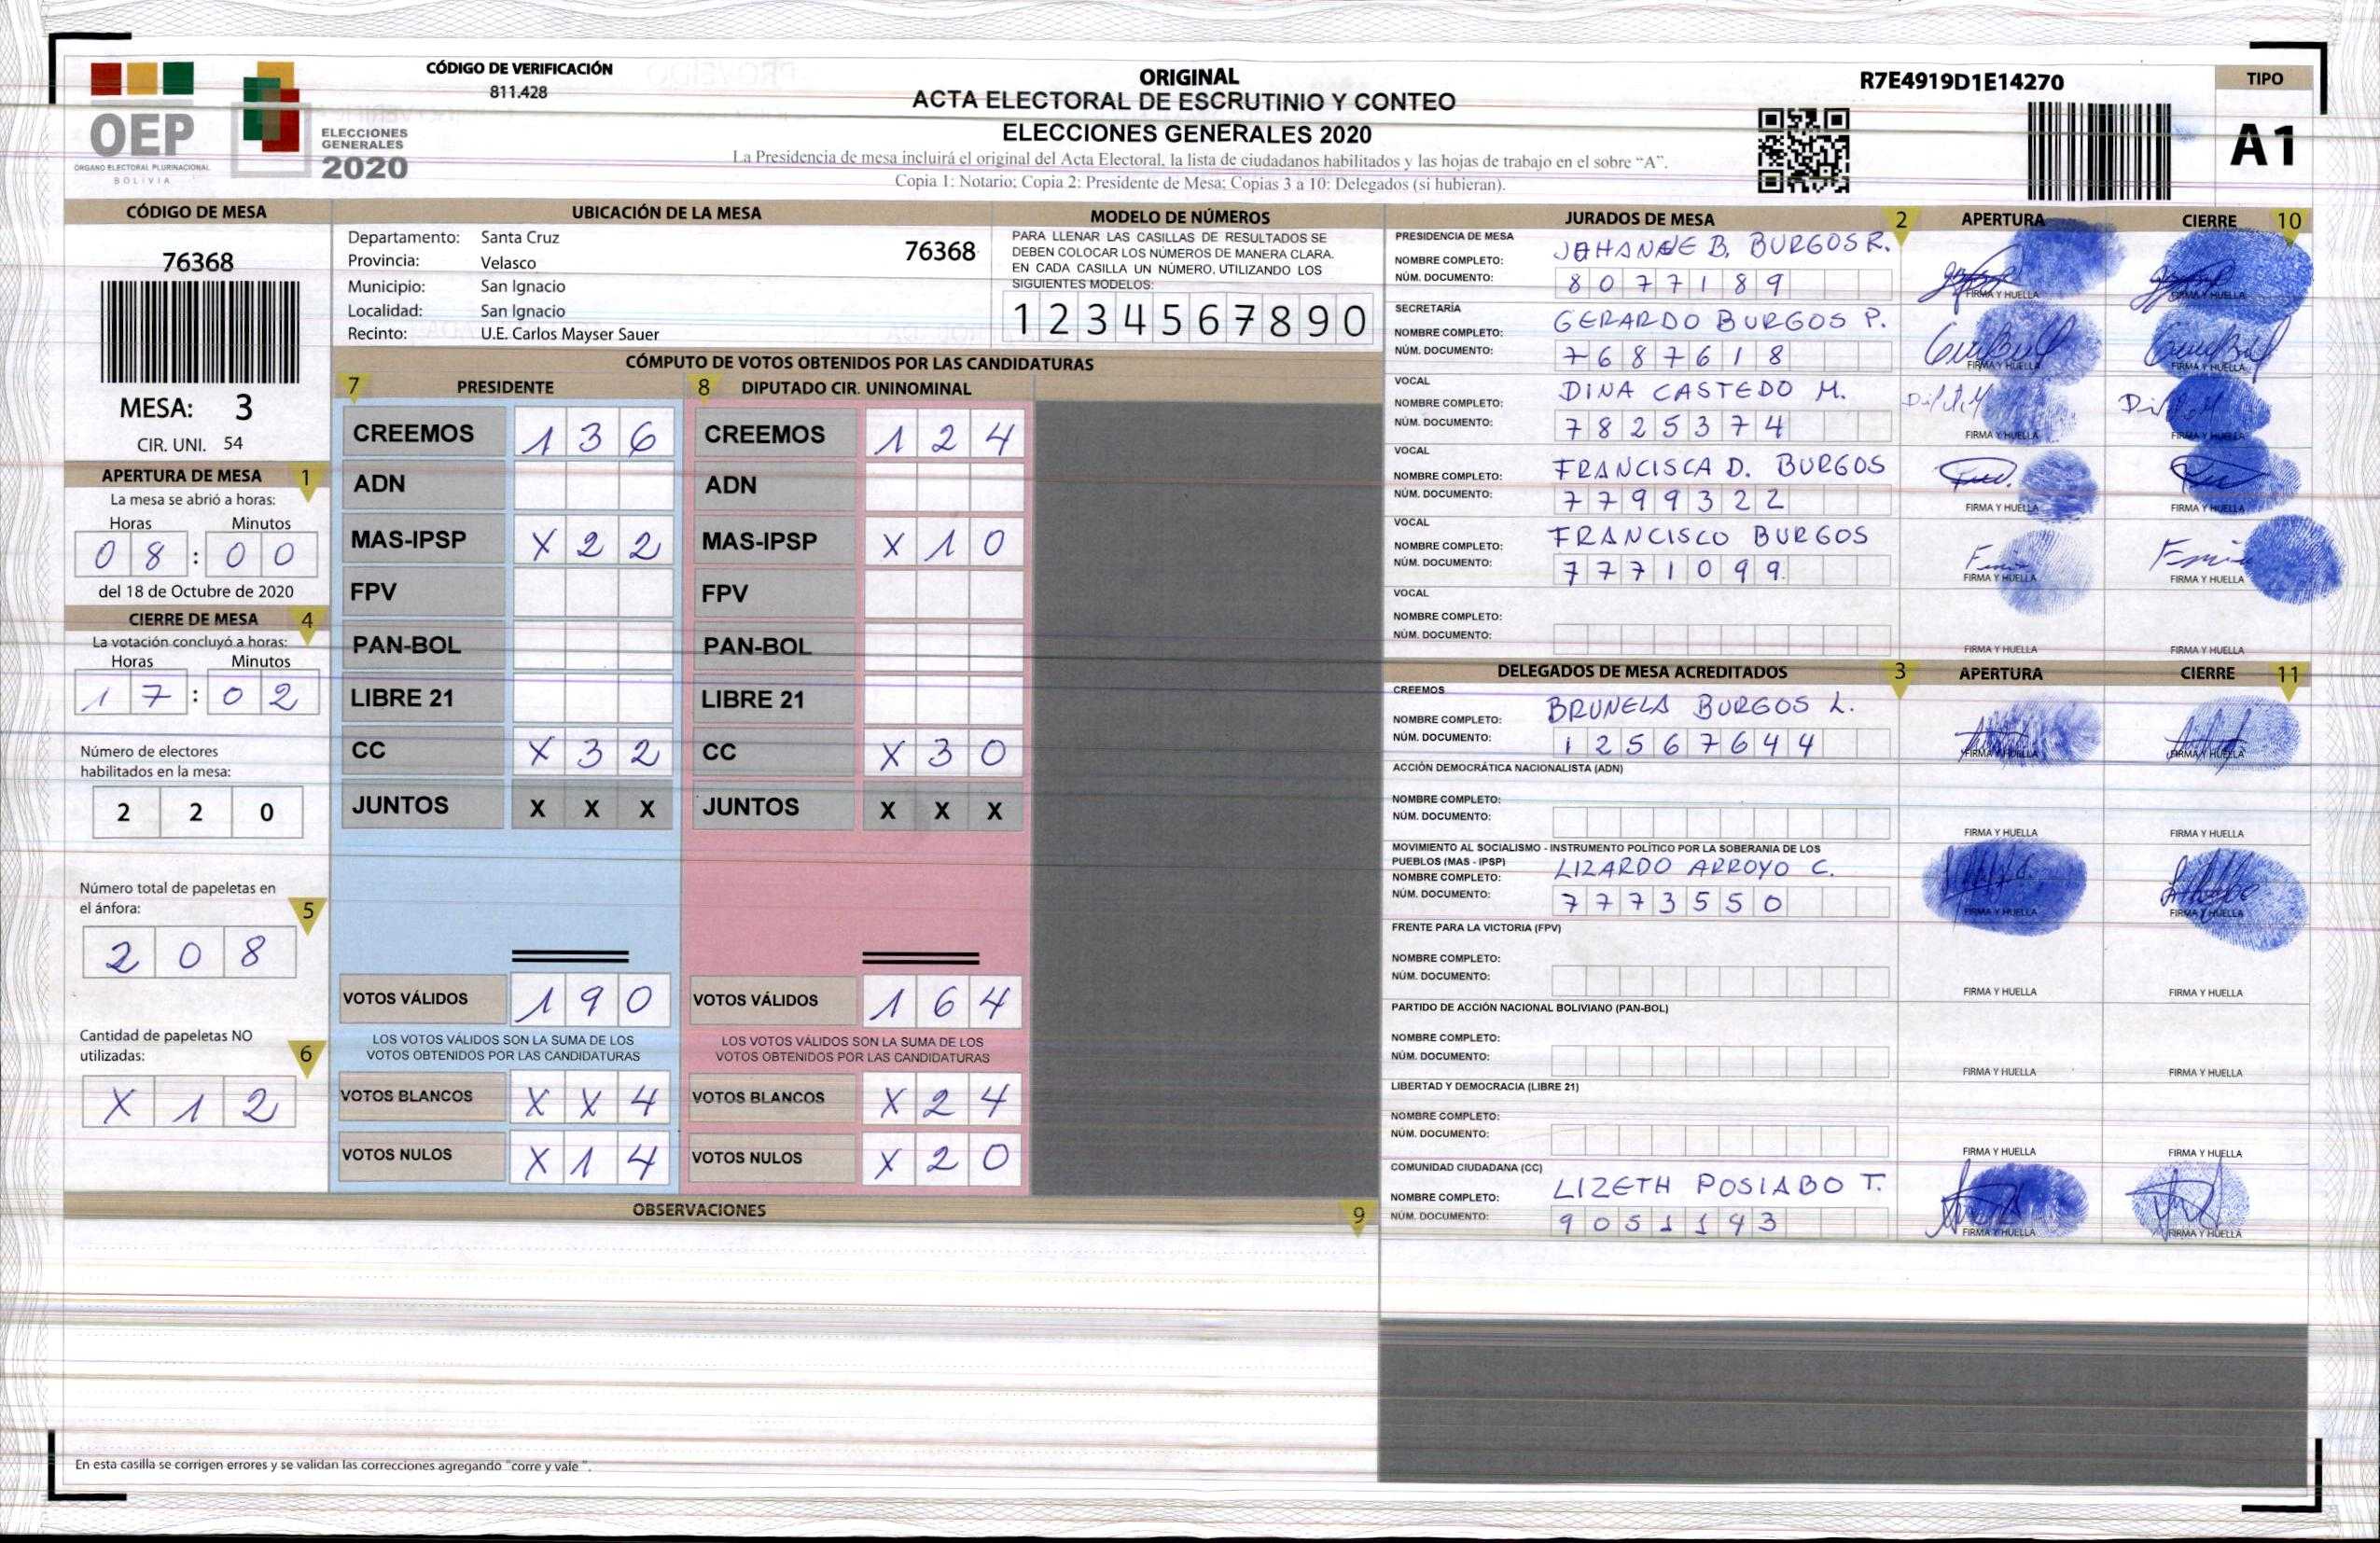 OEP
ORGANO ELECTORAL PLURINACIONAL
BOLIVIA
ELECCIONES
GENERALES
2020
CÓDIGO DE VERIFICACIÓN
811.428
ORIGINAL
ACTA ELECTORAL DE ESCRUTINIO Y CONTEO
ELECCIONES GENERALES 2020
La Presidencia de mesa incluirá el original del Acta Electoral, la lista de ciudadanos habilitados y las hojas de trabajo en el sobre “A”.
Copia 1: Notario; Copia 2: Presidente de Mesa; Copias 3 a 10: Delegados (si hubieran).
R7E4919D1E14270
TIPO
A1
CÓDIGO DE MESA
76368
MESA: 3
CIR. UNI. 54
APERTURA DE MESA 1
La mesa se abrió a horas:
Horas Minutos
0 8 : 0 0
del 18 de Octubre de 2020
CIERRE DE MESA 4
La votación concluyó a horas:
Horas Minutos
1 7 : 0 2
Número de electores
habilitados en la mesa:
2 2 0
Número total de papeletas en
el ánfora: 5
2 0 8
Cantidad de papeletas NO
utilizadas: 6
X 1 2
UBICACIÓN DE LA MESA
Departamento: Santa Cruz
76368
Provincia: Velasco
Municipio: San Ignacio
Localidad: San Ignacio
Recinto: U.E. Carlos Mayser Sauer
MODELO DE NÚMEROS
PARA LLENAR LAS CASILLAS DE RESULTADOS SE
DEBEN COLOCAR LOS NÚMEROS DE MANERA CLARA.
EN CADA CASILLA UN NÚMERO, UTILIZANDO LOS
SIGUIENTES MODELOS:
1 2 3 4 5 6 7 8 9 0
CÓMPUTO DE VOTOS OBTENIDOS POR LAS CANDIDATURAS
7 PRESIDENTE
CREEMOS 1 3 6
ADN
MAS-IPSP X 2 2
FPV
PAN-BOL
LIBRE 21
CC X 3 2
JUNTOS X X X
VOTOS VÁLIDOS 1 9 0
LOS VOTOS VÁLIDOS SON LA SUMA DE LOS
VOTOS OBTENIDOS POR LAS CANDIDATURAS
VOTOS BLANCOS X X 4
VOTOS NULOS X 1 4
8 DIPUTADO CIR. UNINOMINAL
CREEMOS 1 2 4
ADN
MAS-IPSP X 1 0
FPV
PAN-BOL
LIBRE 21
CC X 3 0
JUNTOS X X X
VOTOS VÁLIDOS 1 6 4
LOS VOTOS VÁLIDOS SON LA SUMA DE LOS
VOTOS OBTENIDOS POR LAS CANDIDATURAS
VOTOS BLANCOS X 2 4
VOTOS NULOS X 2 0
OBSERVACIONES 9
En esta casilla se corrigen errores y se validan las correcciones agregando "corre y vale ".
JURADOS DE MESA 2 APERTURA CIERRE 10
PRESIDENCIA DE MESA
NOMBRE COMPLETO: B. BURGOS R.
NÚM. DOCUMENTO: 8 0 7 7 1 8 9
FIRMA Y HUELLA FIRMA Y HUELLA
SECRETARÍA
NOMBRE COMPLETO: GERARDO BURGOS P.
NÚM. DOCUMENTO: 7 6 8 7 6 1 8
FIRMA Y HUELLA FIRMA Y HUELLA
VOCAL
NOMBRE COMPLETO: DINA CASTEDO M.
NÚM. DOCUMENTO: 7 8 2 5 3 7 4
FIRMA Y HUELLA FIRMA Y HUELLA
VOCAL
NOMBRE COMPLETO: FRANCISCA D. BURGOS
NÚM. DOCUMENTO: 7 7 9 9 3 2 2
FIRMA Y HUELLA FIRMA Y HUELLA
VOCAL
NOMBRE COMPLETO: FRANCISCO BURGOS
NÚM. DOCUMENTO: 7 7 7 1 0 9 9
FIRMA Y HUELLA FIRMA Y HUELLA
VOCAL
NOMBRE COMPLETO:
NÚM. DOCUMENTO:
FIRMA Y HUELLA FIRMA Y HUELLA
DELEGADOS DE MESA ACREDITADOS 3 APERTURA CIERRE 11
CREEMOS
NOMBRE COMPLETO: BRUNELA BURGOS L.
NÚM. DOCUMENTO: 1 2 5 6 7 6 4 4
FIRMA Y HUELLA FIRMA Y HUELLA
ACCIÓN DEMOCRÁTICA NACIONALISTA (ADN)
NOMBRE COMPLETO:
NÚM. DOCUMENTO:
FIRMA Y HUELLA FIRMA Y HUELLA
MOVIMIENTO AL SOCIALISMO - INSTRUMENTO POLÍTICO POR LA SOBERANIA DE LOS
PUEBLOS (MAS - IPSP)
NOMBRE COMPLETO: LIZARDO ARROYO C.
NÚM. DOCUMENTO: 7 7 7 3 5 5 0
FIRMA Y HUELLA FIRMA Y HUELLA
FRENTE PARA LA VICTORIA (FPV)
NOMBRE COMPLETO:
NÚM. DOCUMENTO:
FIRMA Y HUELLA FIRMA Y HUELLA
PARTIDO DE ACCIÓN NACIONAL BOLIVIANO (PAN-BOL)
NOMBRE COMPLETO:
NÚM. DOCUMENTO:
FIRMA Y HUELLA FIRMA Y HUELLA
LIBERTAD Y DEMOCRACIA (LIBRE 21)
NOMBRE COMPLETO:
NÚM. DOCUMENTO:
FIRMA Y HUELLA FIRMA Y HUELLA
COMUNIDAD CIUDADANA (CC)
NOMBRE COMPLETO: LIZETH POSIABO T.
NÚM. DOCUMENTO: 9 0 5 1 1 4 3
FIRMA Y HUELLA FIRMA Y HUELLA